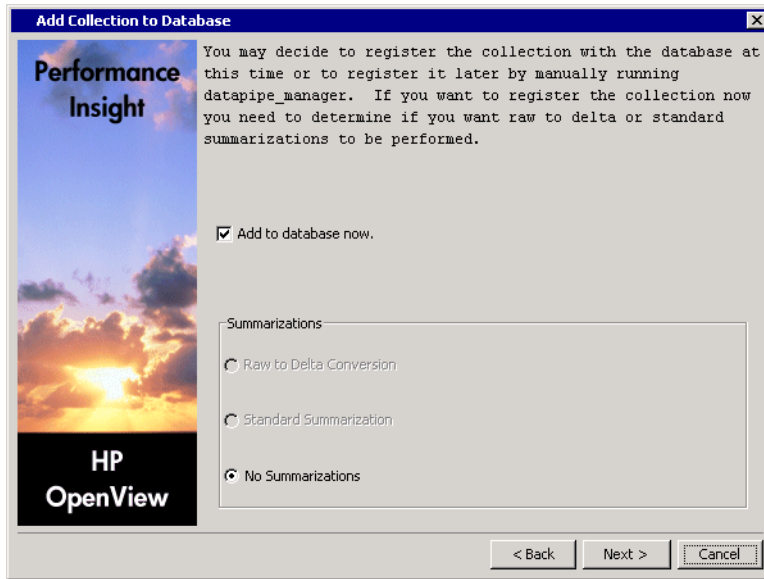 Add Collection to Database
Performance
Insight
You may decide to register the collection with the database at
this time or to register it later by manually running
datapipe_manager.  If you want to register the collection now
you need to determine if you want raw to delta or standard
summarizations to be performed.
Add to database now.
Summarizations
Raw to Delta Conversion
Standard Summarization
No Summarizations
HP
OpenView
< Back
Next >
Cancel